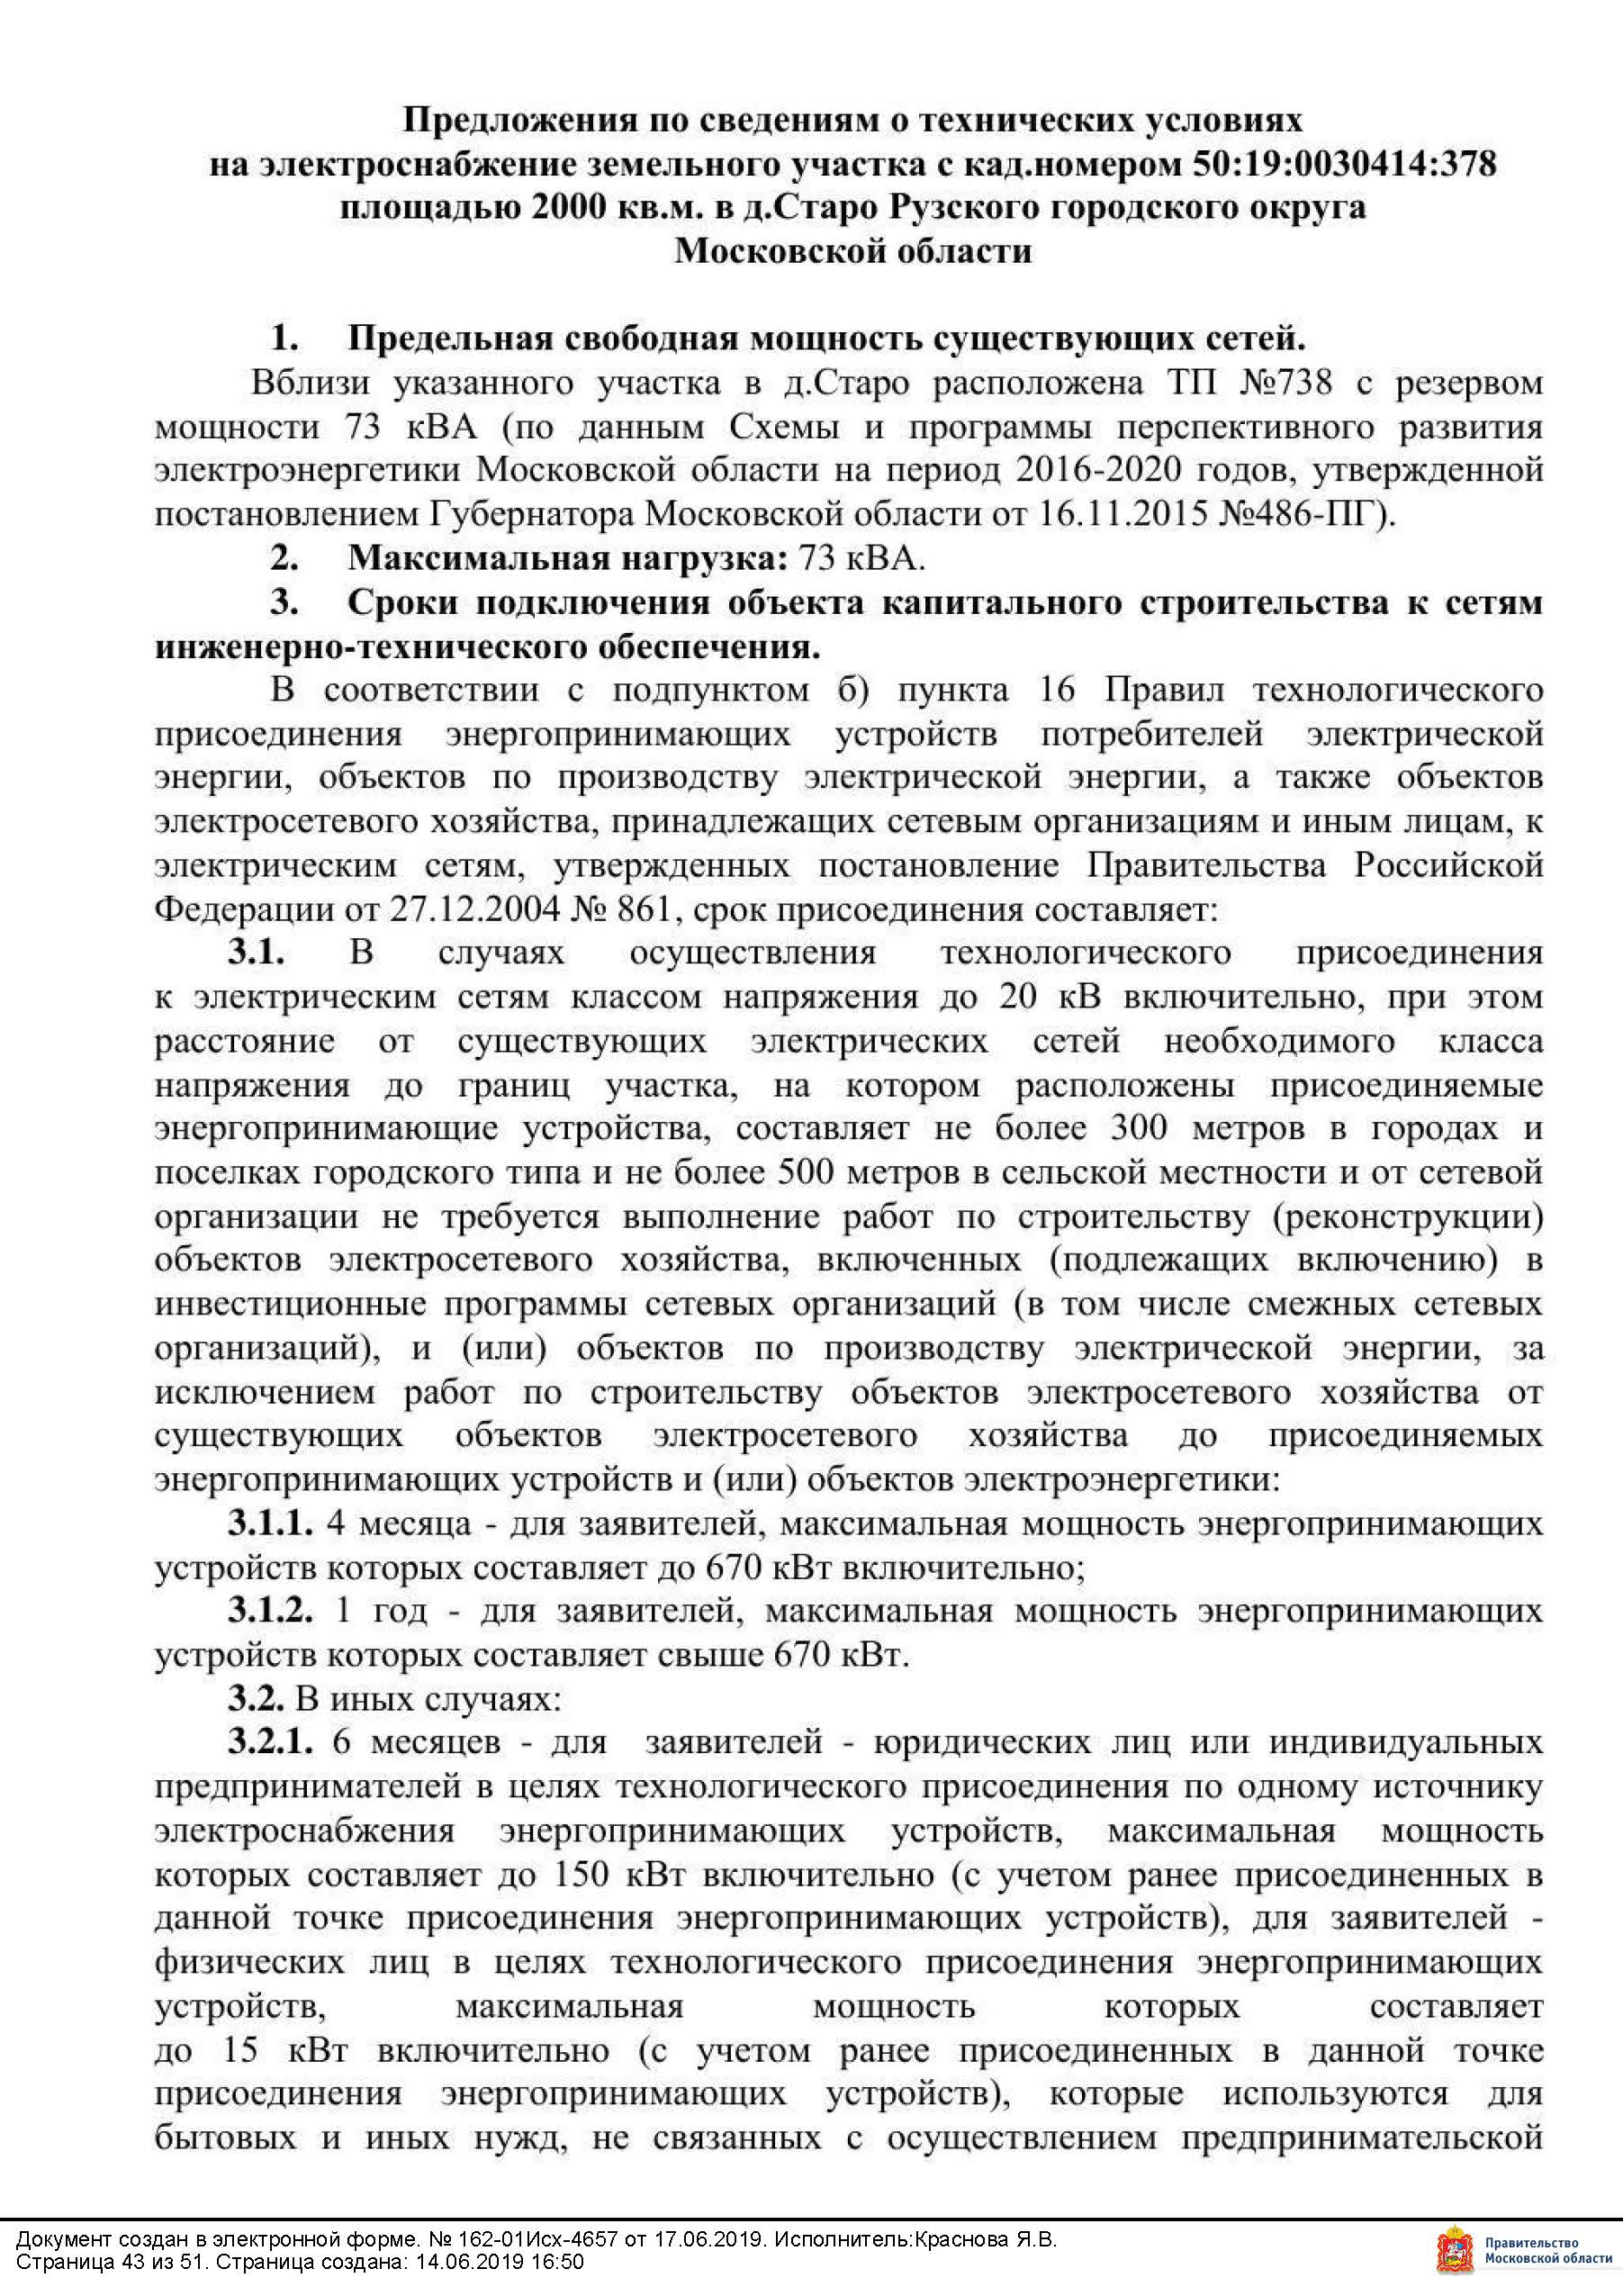 Предложения по сведениям о технических условиях
на электроснабжение земельного участка с кад.номером 50:19:0030414:378
площадью 2000 кв.м. в д.Старо Рузского городского округа
Московской области
1. Предельная свободная мощность существующих сетей.
Вблизи указанного участка в д.Старо расположена ТП №738 с резервом
мощности 73 кВА (по данным Схемы и программы перспективного развития
электроэнергетики Московской области на период 2016-2020 годов, утвержденной
постановлением Губернатора Московской области от 16.11.2015 №486-ПГ).
2. Максимальная нагрузка: 73 кВА.
3. Сроки подключения объекта капитального строительства к сетям
инженерно-технического обеспечения.
В соответствии с подпунктом б) пункта 16 Правил технологического
присоединения энергопринимающих устройств потребителей электрической
энергии, объектов по производству электрической энергии, а также объектов
электросетевого хозяйства, принадлежащих сетевым организациям и иным лицам, к
электрическим сетям, утвержденных постановление Правительства Российской
Федерации от 27.12.2004 № 861, срок присоединения составляет:
3.1. В случаях осуществления технологического присоединения
к электрическим сетям классом напряжения до 20 кВ включительно, при этом
расстояние от существующих электрических сетей необходимого класса
напряжения до границ участка, на котором расположены присоединяемые
энергопринимающие устройства, составляет не более 300 метров в городах и
поселках городского типа и не более 500 метров в сельской местности и от сетевой
организации не требуется выполнение работ по строительству (реконструкции)
объектов электросетевого хозяйства, включенных (подлежащих включению) в
инвестиционные программы сетевых организаций (в том числе смежных сетевых
организаций), и (или) объектов по производству электрической энергии, за
исключением работ по строительству объектов электросетевого хозяйства от
существующих объектов электросетевого хозяйства до присоединяемых
энергопринимающих устройств и (или) объектов электроэнергетики:
3.1.1. 4 месяца - для заявителей, максимальная мощность энергопринимающих
устройств которых составляет до 670 кВт включительно;
3.1.2. 1 год - для заявителей, максимальная мощность энергопринимающих
устройств которых составляет свыше 670 кВт.
3.2. В иных случаях:
3.2.1. 6 месяцев - для заявителей - юридических лиц или индивидуальных
предпринимателей в целях технологического присоединения по одному источнику
электроснабжения энергопринимающих устройств, максимальная мощность
которых составляет до 150 кВт включительно (с учетом ранее присоединенных в
данной точке присоединения энергопринимающих устройств), для заявителей -
физических лиц в целях технологического присоединения энергопринимающих
устройств, максимальная мощность которых составляет
до 15 кВт включительно (с учетом ранее присоединенных в данной точке
присоединения энергопринимающих устройств), которые используются для
бытовых и иных нужд, не связанных с осуществлением предпринимательской
Документ создан в электронной форме. № 162-01Исх-4657 от 17.06.2019. Исполнитель:Краснова Я.В.
Страница 43 из 51. Страница создана: 14.06.2019 16:50
Правительство
Московской области